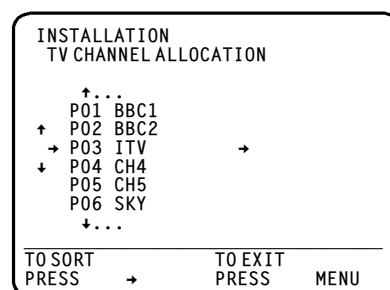 INSTALLATION
TV CHANNEL ALLOCATION
↑...
P01 BBC1
↑ P02 BBC2
→ P03 ITV →
↓ P04 CH4
P05 CH5
P06 SKY
↓...
TO SORT TO EXIT
PRESS → PRESS MENU